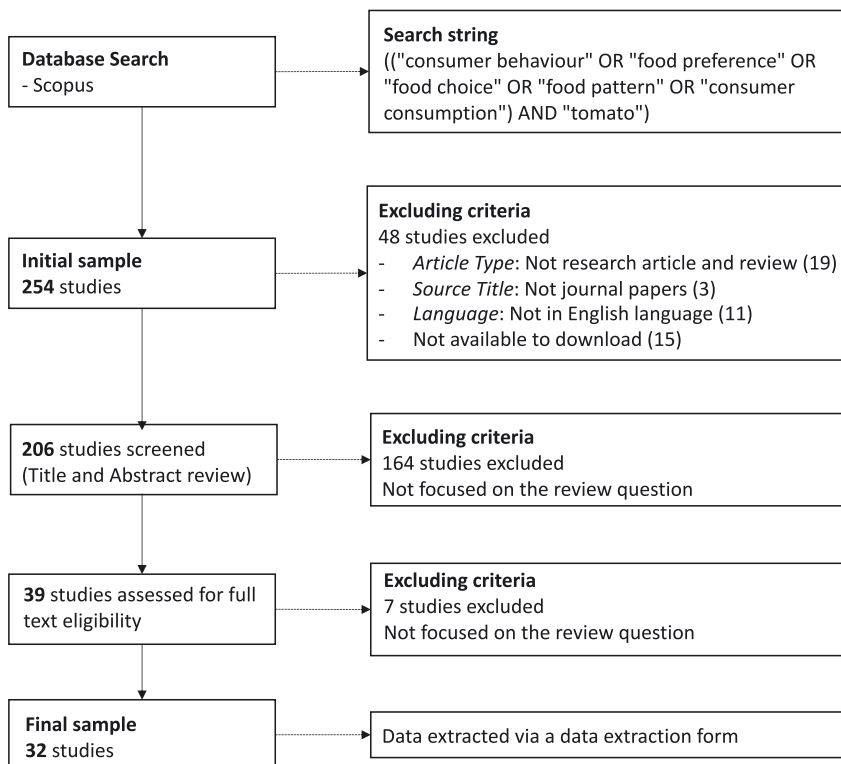 Database Search
- Scopus
Search string
(("consumer behaviour" OR "food preference" OR
"food choice" OR "food pattern" OR "consumer
consumption") AND "tomato")
Initial sample
254 studies
Excluding criteria
48 studies excluded
- Article Type: Not research article and review (19)
- Source Title: Not journal papers (3)
- Language: Not in English language (11)
- Not available to download (15)
206 studies screened
(Title and Abstract review)
Excluding criteria
164 studies excluded
Not focused on the review question
39 studies assessed for full
text eligibility
Excluding criteria
7 studies excluded
Not focused on the review question
Final sample
32 studies
Data extracted via a data extraction form